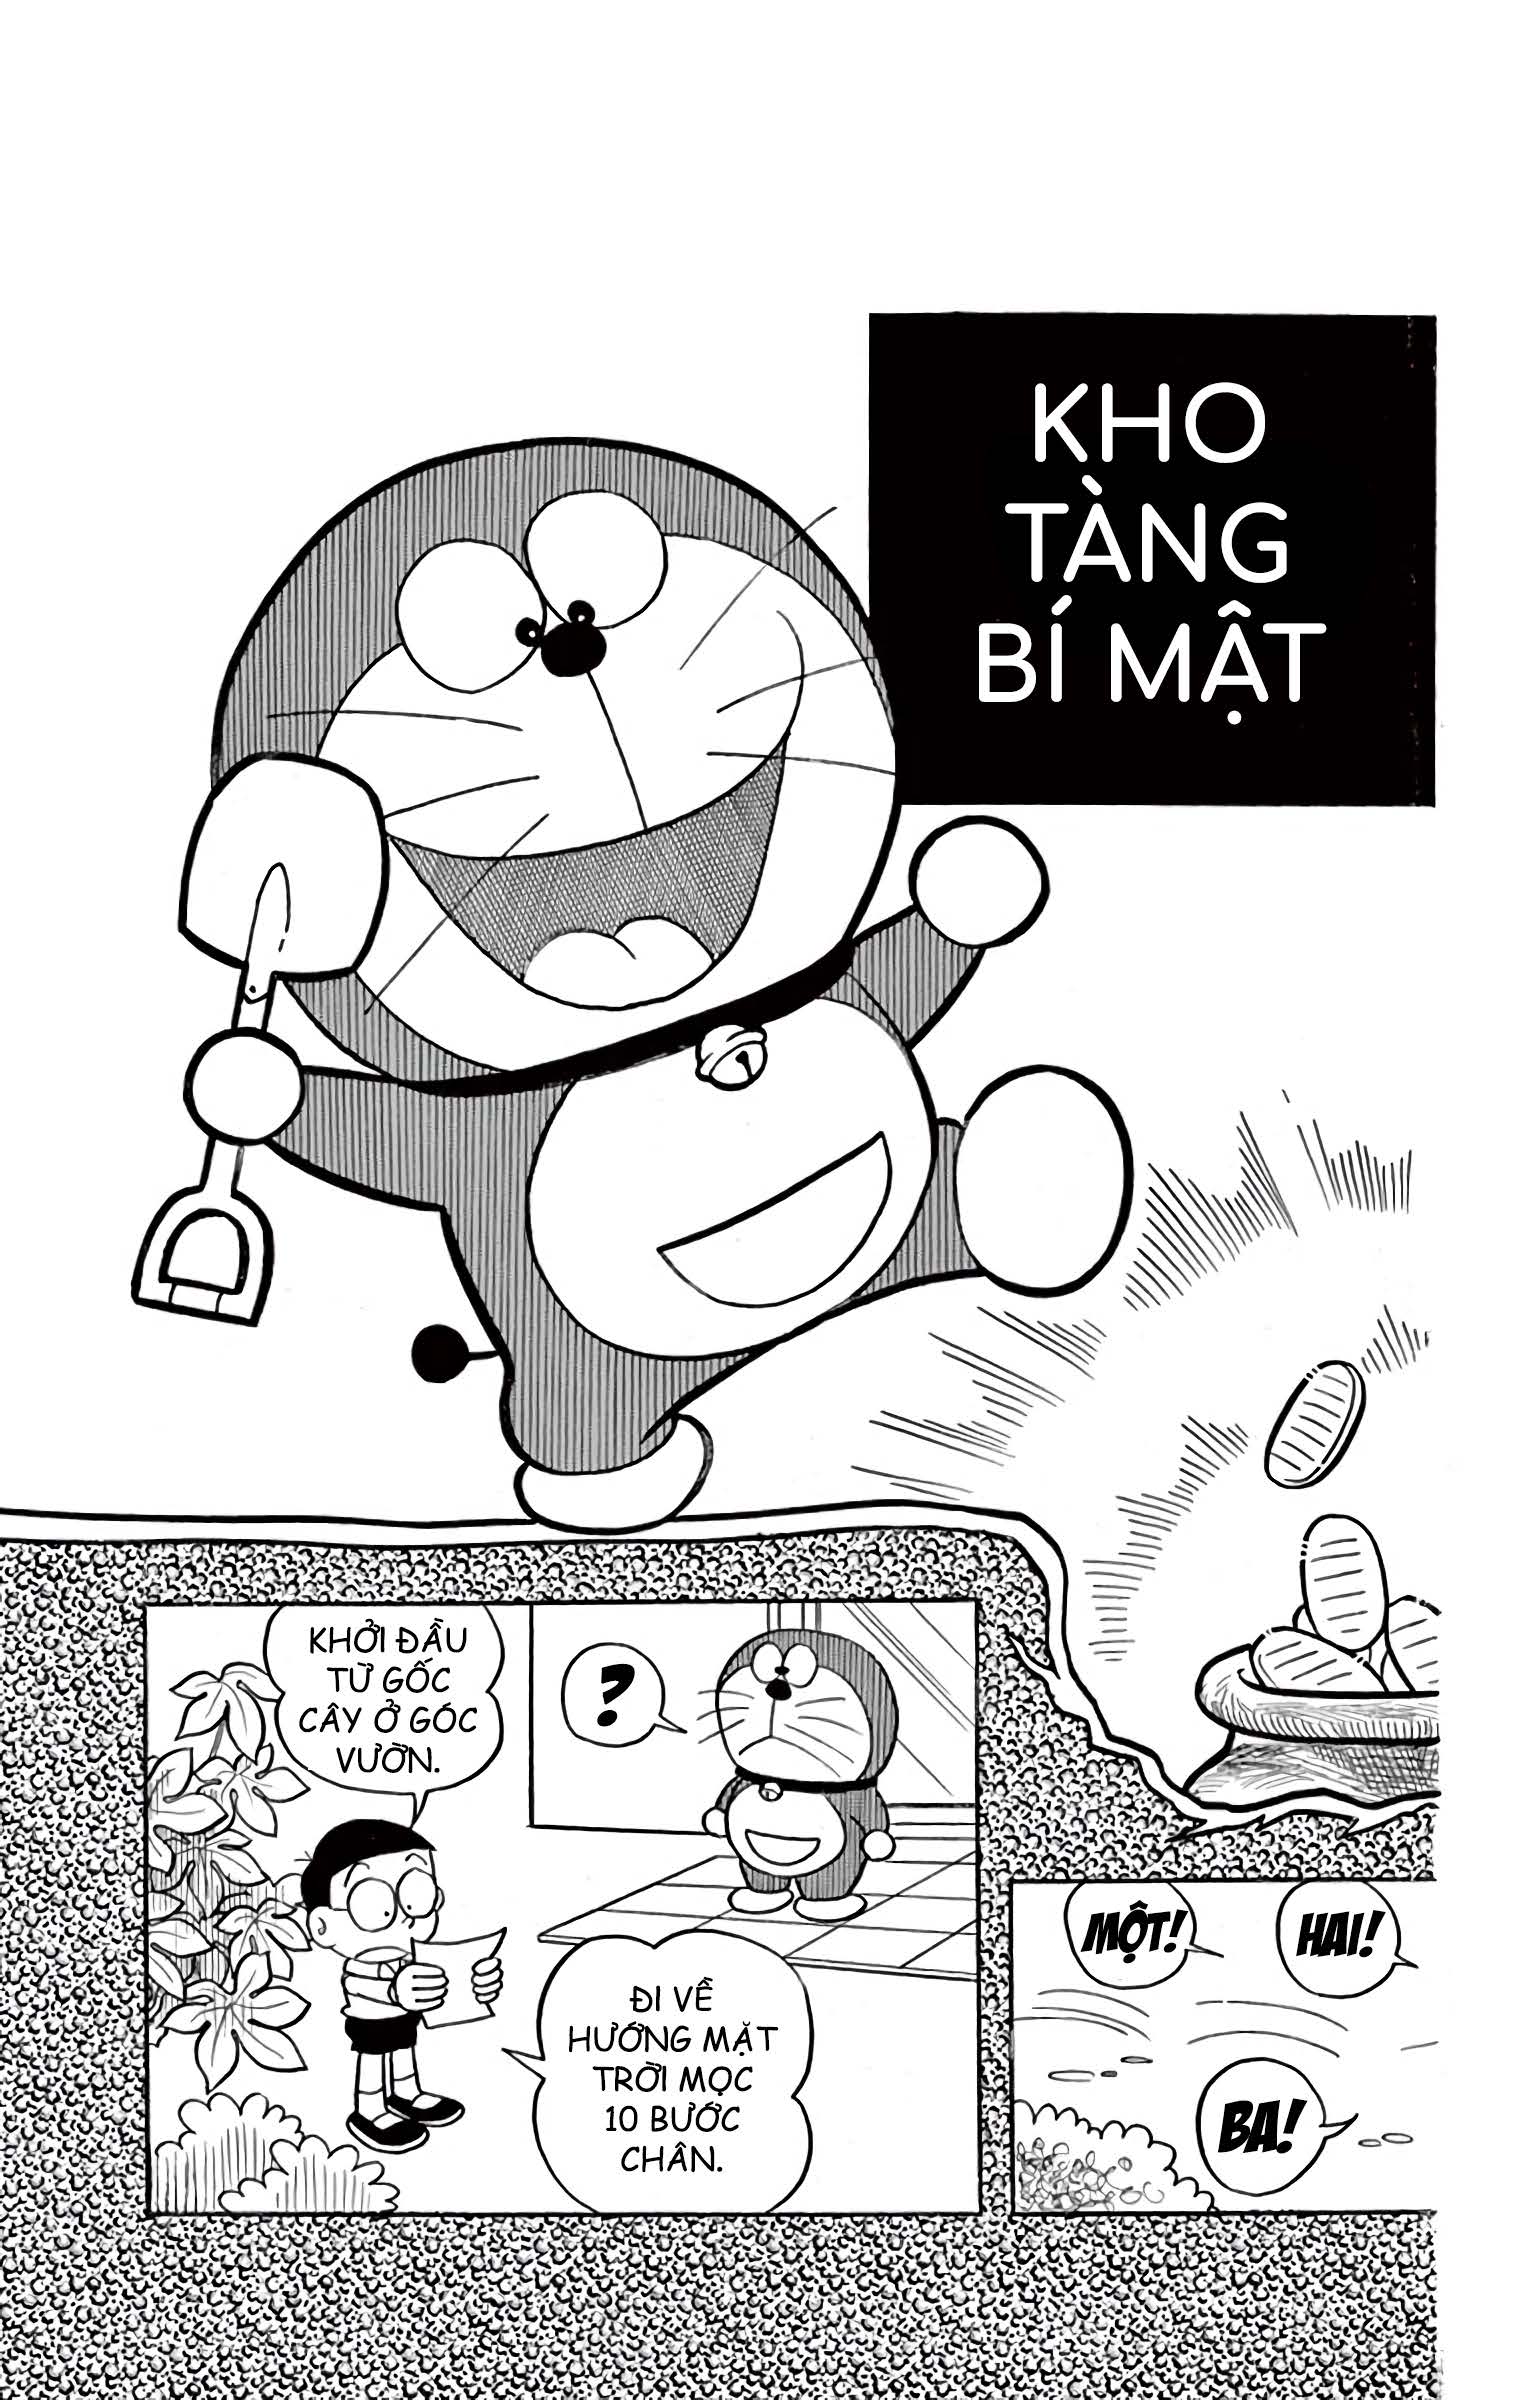 KHO
TÀNG
BÍ MẬT
KHỞI ĐẦU
TỪ GỐC
CÂY Ở GÓC
VƯỜN.
?
ĐI VỀ
HƯỚNG MẶT
TRỜI MỌC
10 BƯỚC
CHÂN.
MỘT!
HAI!
BA!